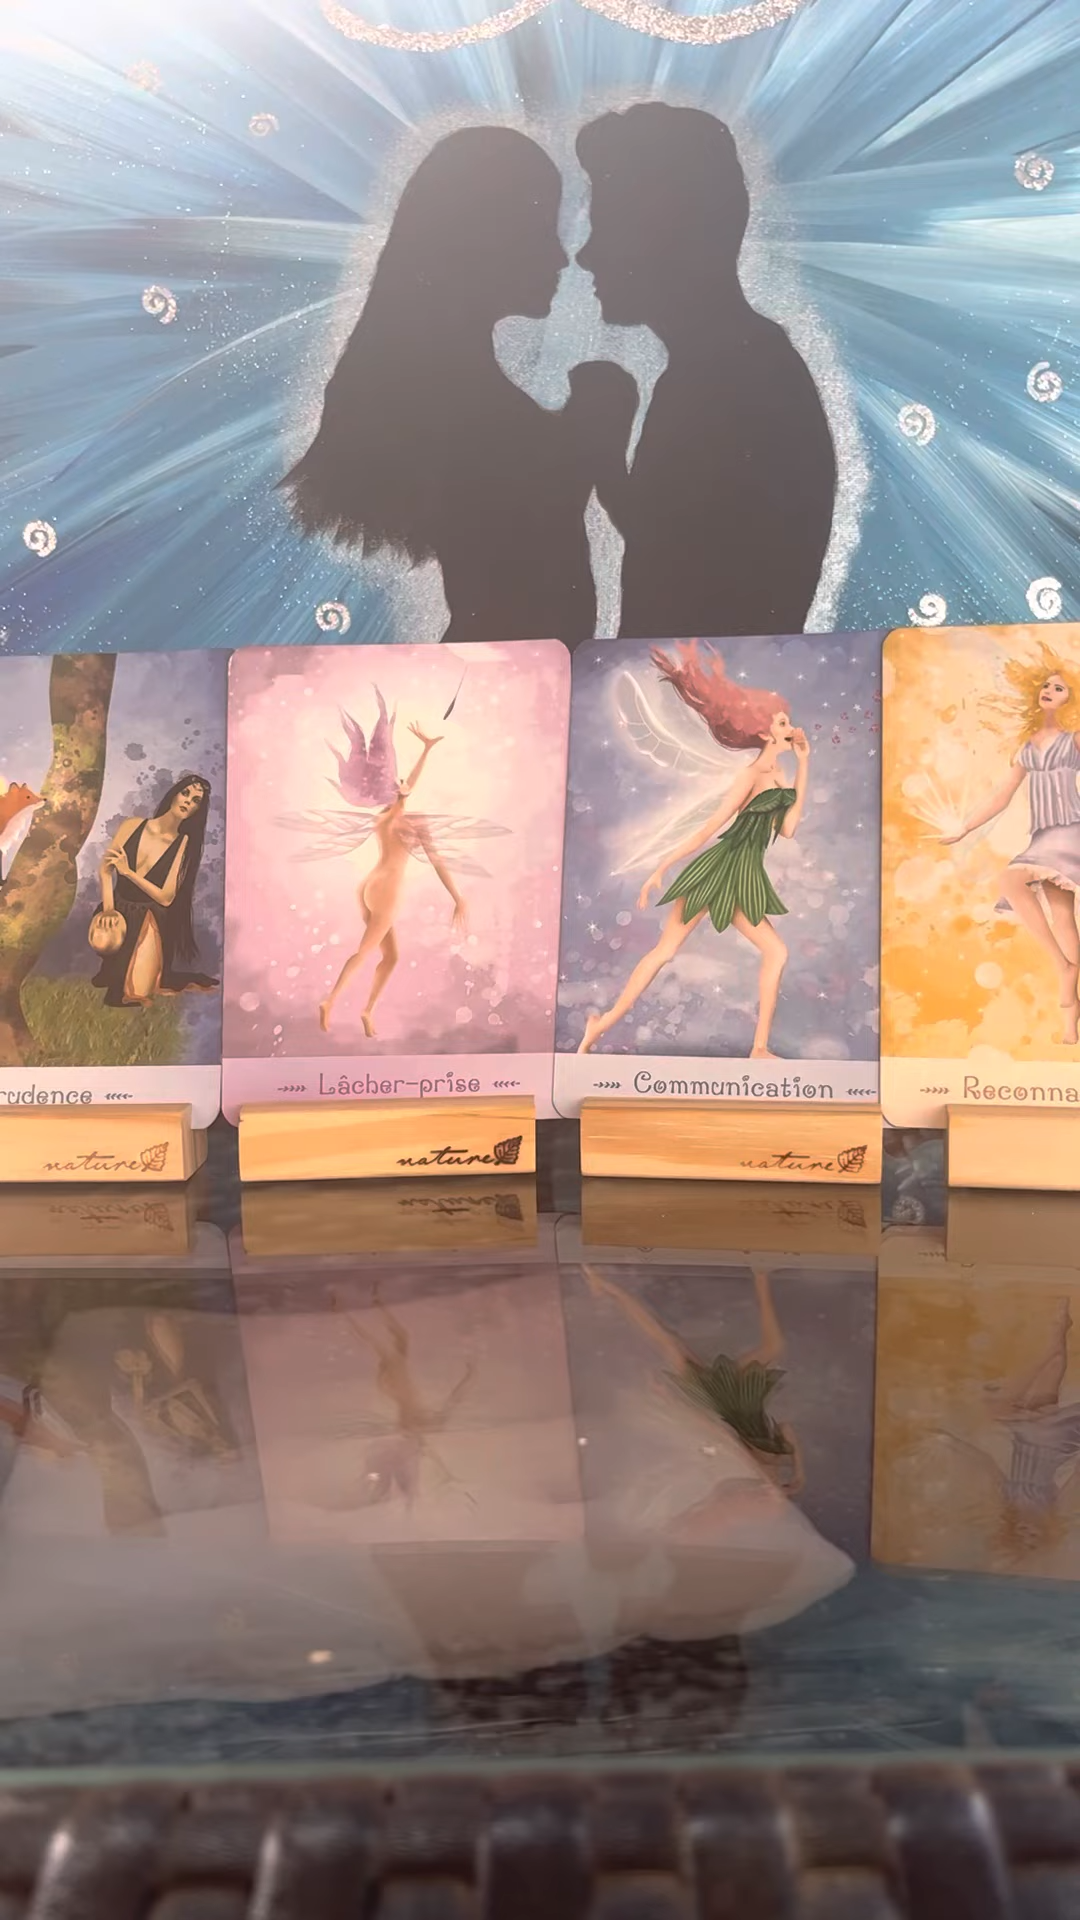 rudence
Lâcher-prise
Communication
Reconna
nature
nature
nature